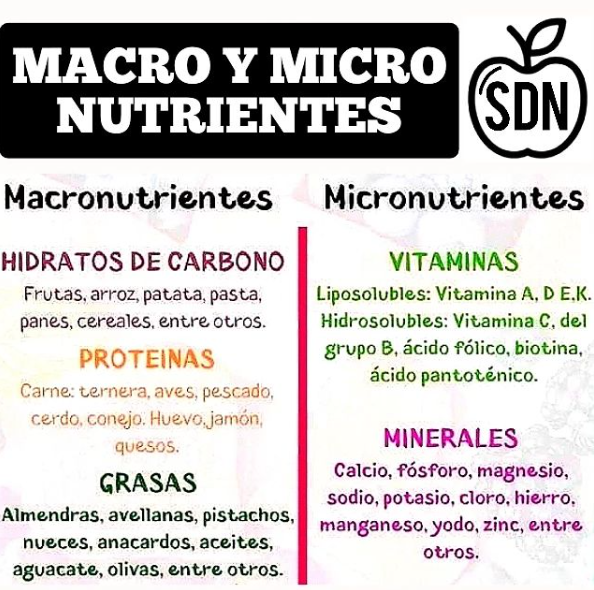 MACRO Y MICRO
NUTRIENTES
SDN
Macronutrientes
HIDRATOS DE CARBONO
Frutas, arroz, patata, pasta,
panes, cereales, entre otros.
PROTEINAS
Carne: ternera, aves, pescado,
cerdo, conejo. Huevo, jamón,
quesos.
GRASAS
Almendras, avellanas, pistachos,
nueces, anacardos, aceites,
aguacate, olivas, entre otros.
Micronutrientes
VITAMINAS
Liposolubles: Vitamina A, D E,K.
Hidrosolubles: Vitamina C, del
grupo B, ácido fólico, biotina,
ácido pantoténico.
MINERALES
Calcio, fósforo, magnesio,
sodio, potasio, cloro, hierro,
manganeso, yodo, zinc, entre
otros.